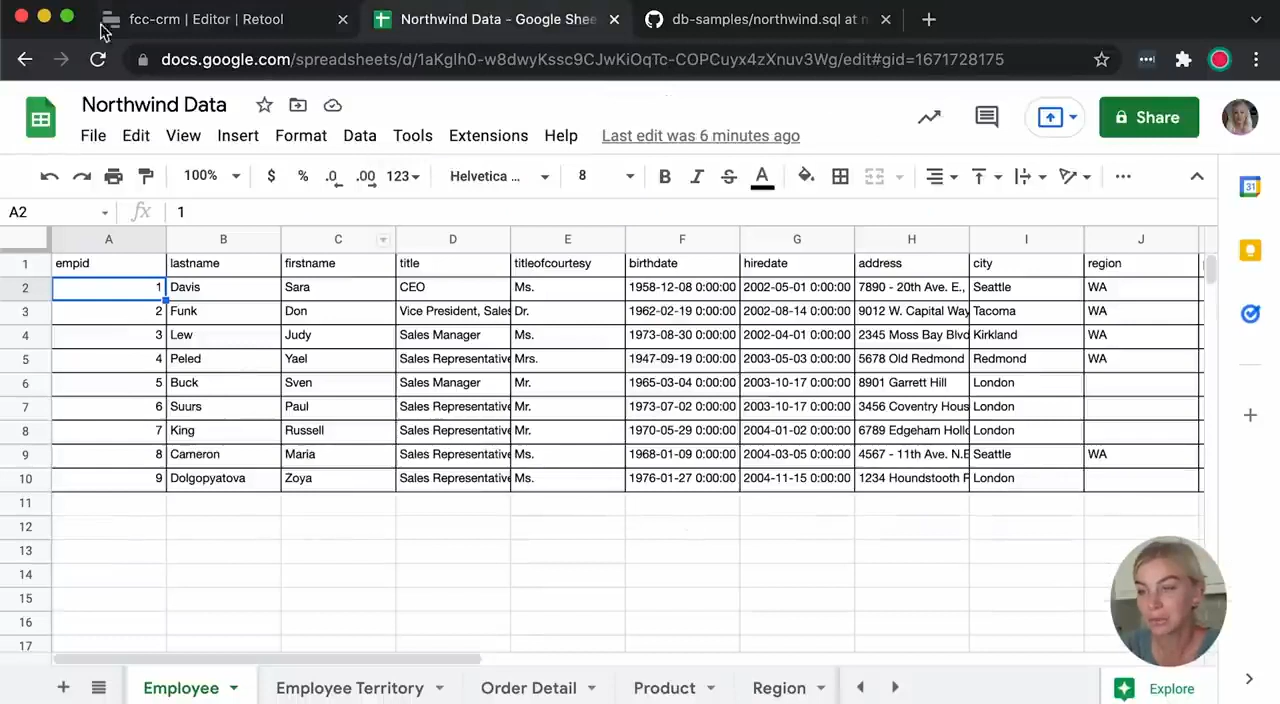 fcc-crm | Editor | Retool
Northwind Data - Google Shee
db-samples/northwind.sql at n
docs.google.com/spreadsheets/d/1aKglh0-w8dwyKssc9CJwKiOqTc-COPCuyx4zXnuv3Wg/edit#gid=1671728175
Northwind Data
File Edit View Insert Format Data Tools Extensions Help Last edit was 6 minutes ago
Share
100% $ % .0 .00 123 Helvetica ... 8 B I S A
A2 fx 1
A B C D E F G H I J
1 empid lastname firstname title titleofcourtesy birthdate hiredate address city region
2 1 Davis Sara CEO Ms. 1958-12-08 0:00:00 2002-05-01 0:00:00 7890 - 20th Ave. E., Seattle WA
3 2 Funk Don Vice President, Sales Dr. 1962-02-19 0:00:00 2002-08-14 0:00:00 9012 W. Capital Way Tacoma WA
4 3 Lew Judy Sales Manager Ms. 1973-08-30 0:00:00 2002-04-01 0:00:00 2345 Moss Bay Blvd Kirkland WA
5 4 Peled Yael Sales Representative Mrs. 1947-09-19 0:00:00 2003-05-03 0:00:00 5678 Old Redmond Redmond WA
6 5 Buck Sven Sales Manager Mr. 1965-03-04 0:00:00 2003-10-17 0:00:00 8901 Garrett Hill London
7 6 Suurs Paul Sales Representative Mr. 1973-07-02 0:00:00 2003-10-17 0:00:00 3456 Coventry Hous London
8 7 King Russell Sales Representative Mr. 1970-05-29 0:00:00 2004-01-02 0:00:00 6789 Edgeham Hollo London
9 8 Cameron Maria Sales Representative Ms. 1968-01-09 0:00:00 2004-03-05 0:00:00 4567 - 11th Ave. N.E Seattle WA
10 9 Dolgopyatova Zoya Sales Representative Ms. 1976-01-27 0:00:00 2004-11-15 0:00:00 1234 Houndstooth R London
11
12
13
14
15
16
17
31
Employee Employee Territory Order Detail Product Region Explore